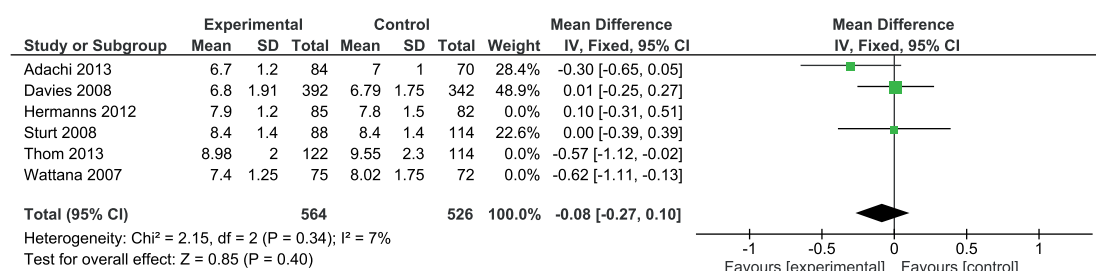 Experimental Control Mean Difference Mean Difference
Study or Subgroup Mean SD Total Mean SD Total Weight IV, Fixed, 95% CI IV, Fixed, 95% CI
Adachi 2013 6.7 1.2 84 7 1 70 28.4% -0.30 [-0.65, 0.05]
Davies 2008 6.8 1.91 392 6.79 1.75 342 48.9% 0.01 [-0.25, 0.27]
Hermanns 2012 7.9 1.2 85 7.8 1.5 82 0.0% 0.10 [-0.31, 0.51]
Sturt 2008 8.4 1.4 88 8.4 1.4 114 22.6% 0.00 [-0.39, 0.39]
Thom 2013 8.98 2 122 9.55 2.3 114 0.0% -0.57 [-1.12, -0.02]
Wattana 2007 7.4 1.25 75 8.02 1.75 72 0.0% -0.62 [-1.11, -0.13]
Total (95% CI) 564 526 100.0% -0.08 [-0.27, 0.10]
Heterogeneity: Chi² = 2.15, df = 2 (P = 0.34); I² = 7%
Test for overall effect: Z = 0.85 (P = 0.40)
-1 -0.5 0 0.5 1
Favours [experimental] Favours [control]